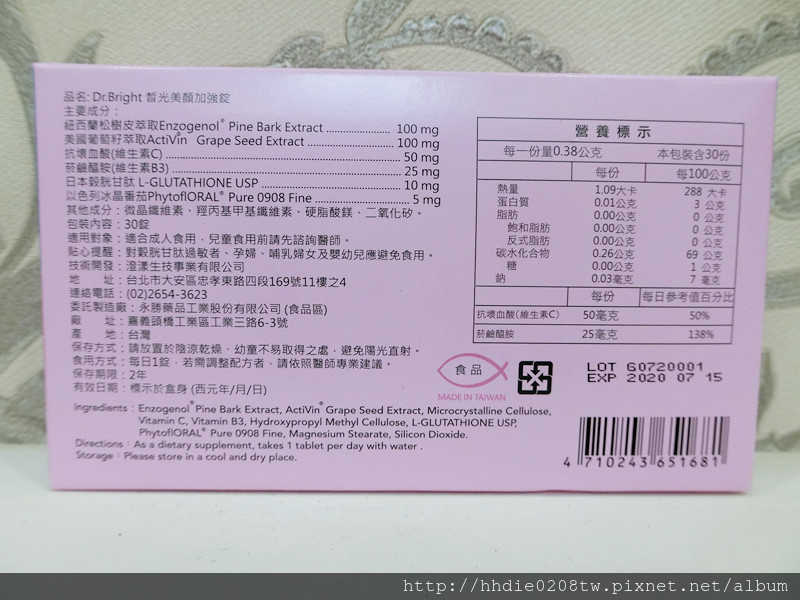 品名: Dr.Bright 皙光美顏加強錠
主要成分：
紐西蘭松樹皮萃取Enzogenol® Pine Bark Extract ...................... 100 mg
美國葡萄籽萃取ActiVin® Grape Seed Extract ........................... 100 mg
抗壞血酸(維生素C) ........................................................... 50 mg
菸鹼醯胺(維生素B3) ......................................................... 25 mg
日本穀胱甘肽 L-GLUTATHIONE USP ...................................... 10 mg
以色列冰晶番茄PhytoflORAL® Pure 0908 Fine .......................... 5 mg
其他成分：微晶纖維素、羥丙基甲基纖維素、硬脂酸鎂、二氧化矽。
包裝內容：30錠
適用對象：適合成人食用，兒童食用前請先諮詢醫師。
貼心提醒：對穀胱甘肽過敏者、孕婦、哺乳婦女及嬰幼兒應避免食用。
技術開發：澄漾生技事業有限公司
地　　址：台北市大安區忠孝東路四段169號11樓之4
連絡電話：(02)2654-3623
委託製造廠：永勝藥品工業股份有限公司 (食品區)
廠　　址：嘉義頭橋工業區工業三路6-3號
產　　地：台灣
保存方式：請放置於陰涼乾燥、幼童不易取得之處，避免陽光直射。
食用方式：每日1錠，若需調整配方者，請依照醫師專業建議。
保存期限：2年
有效日期：標示於盒身 (西元年/月/日)
Ingredients：Enzogenol® Pine Bark Extract, ActiVin® Grape Seed Extract, Microcrystalline Cellulose,
Vitamin C, Vitamin B3, Hydroxypropyl Methyl Cellulose, L-GLUTATHIONE USP,
PhytoflORAL® Pure 0908 Fine, Magnesium Stearate, Silicon Dioxide.
Directions：As a dietary supplement, takes 1 tablet per day with water .
Storage：Please store in a cool and dry place.
營養標示
每一份量0.38公克 本包裝含30份
每份 每100公克
熱量 1.09大卡 288 大卡
蛋白質 0.01公克 3 公克
脂肪 0.00公克 0 公克
飽和脂肪 0.00公克 0 公克
反式脂肪 0.00公克 0 公克
碳水化合物 0.26公克 69 公克
糖 0.00公克 1 公克
鈉 0.03毫克 7 毫克
每份 每日參考值百分比
抗壞血酸(維生素C) 50毫克 50%
菸鹼醯胺 25毫克 138%
食品
MADE IN TAIWAN
LOT G0720001
EXP 2020 07 15
4 710243 651681
http://hhdie0208tw.pixnet.net/album